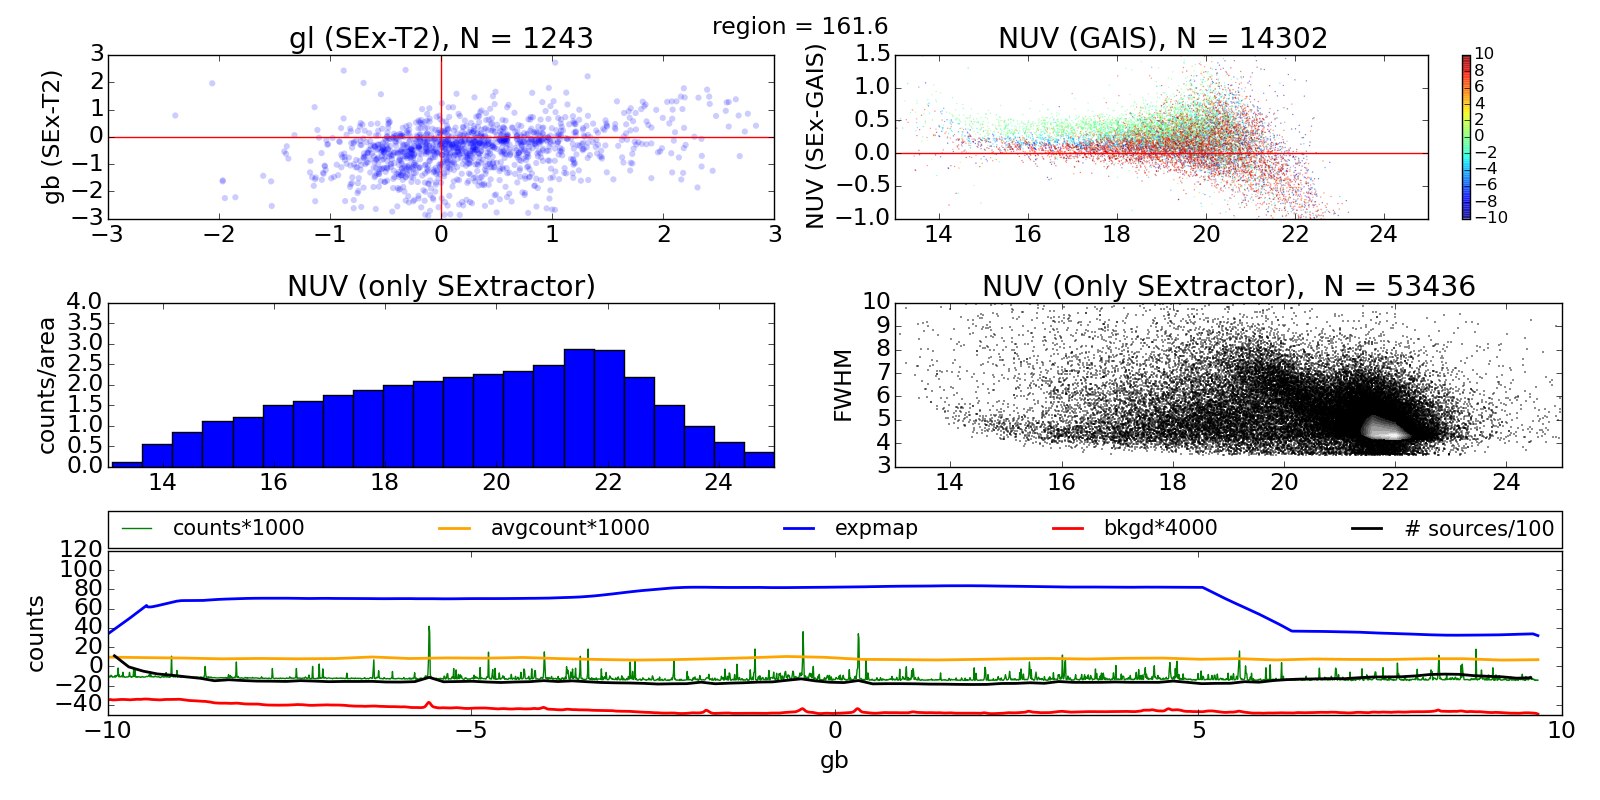 region = 161.6
gl (SEx-T2), N = 1243
gb (SEx-T2)
3
2
1
0
−1
−2
−3
−3 −2 −1 0 1 2 3
NUV (GAIS), N = 14302
NUV (SEx-GAIS)
1.5
1.0
0.5
0.0
−0.5
−1.0
14 16 18 20 22 24
10
8
6
4
2
0
−2
−4
−6
−8
−10
NUV (only SExtractor)
counts/area
4.0
3.5
3.0
2.5
2.0
1.5
1.0
0.5
0.0
14 16 18 20 22 24
NUV (Only SExtractor), N = 53436
FWHM
10
9
8
7
6
5
4
3
14 16 18 20 22 24
counts*1000 avgcount*1000 expmap bkgd*4000 # sources/100
counts
120
100
80
60
40
20
0
−20
−40
−10 −5 0 5 10
gb